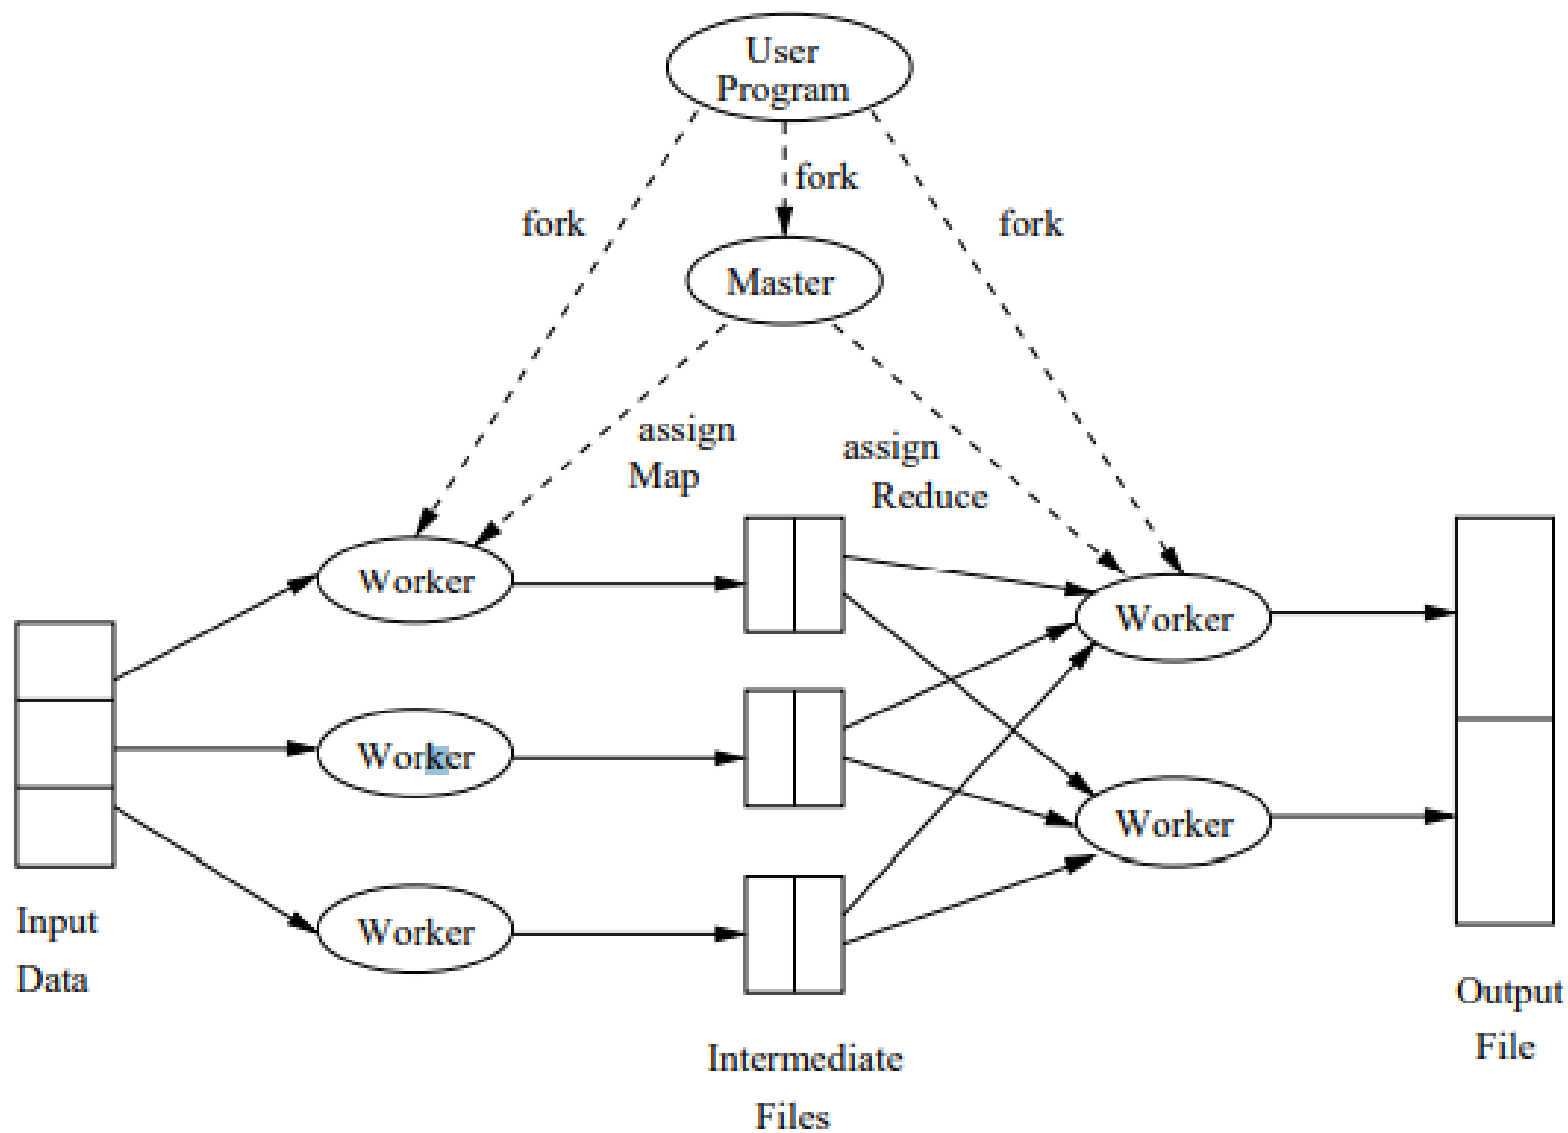 User
Program
fork
fork
fork
Master
assign
Map
assign
Reduce
Worker
Worker
Worker
Worker
Worker
Input
Data
Intermediate
Files
Output
File